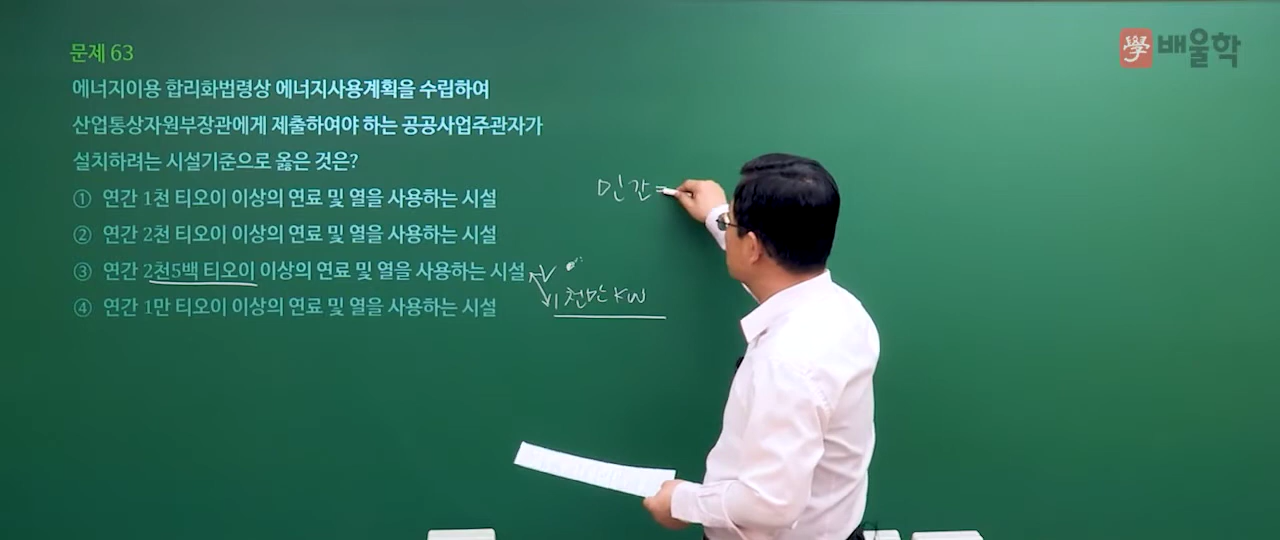 學 배울학
문제 63
에너지이용 합리화법령상 에너지사용계획을 수립하여
산업통상자원부장관에게 제출하여야 하는 공공사업주관자가
설치하려는 시설기준으로 옳은 것은?
① 연간 1천 티오이 이상의 연료 및 열을 사용하는 시설
② 연간 2천 티오이 이상의 연료 및 열을 사용하는 시설
③ 연간 2천5백 티오이 이상의 연료 및 열을 사용하는 시설
④ 연간 1만 티오이 이상의 연료 및 열을 사용하는 시설
민간=
1천만 kW